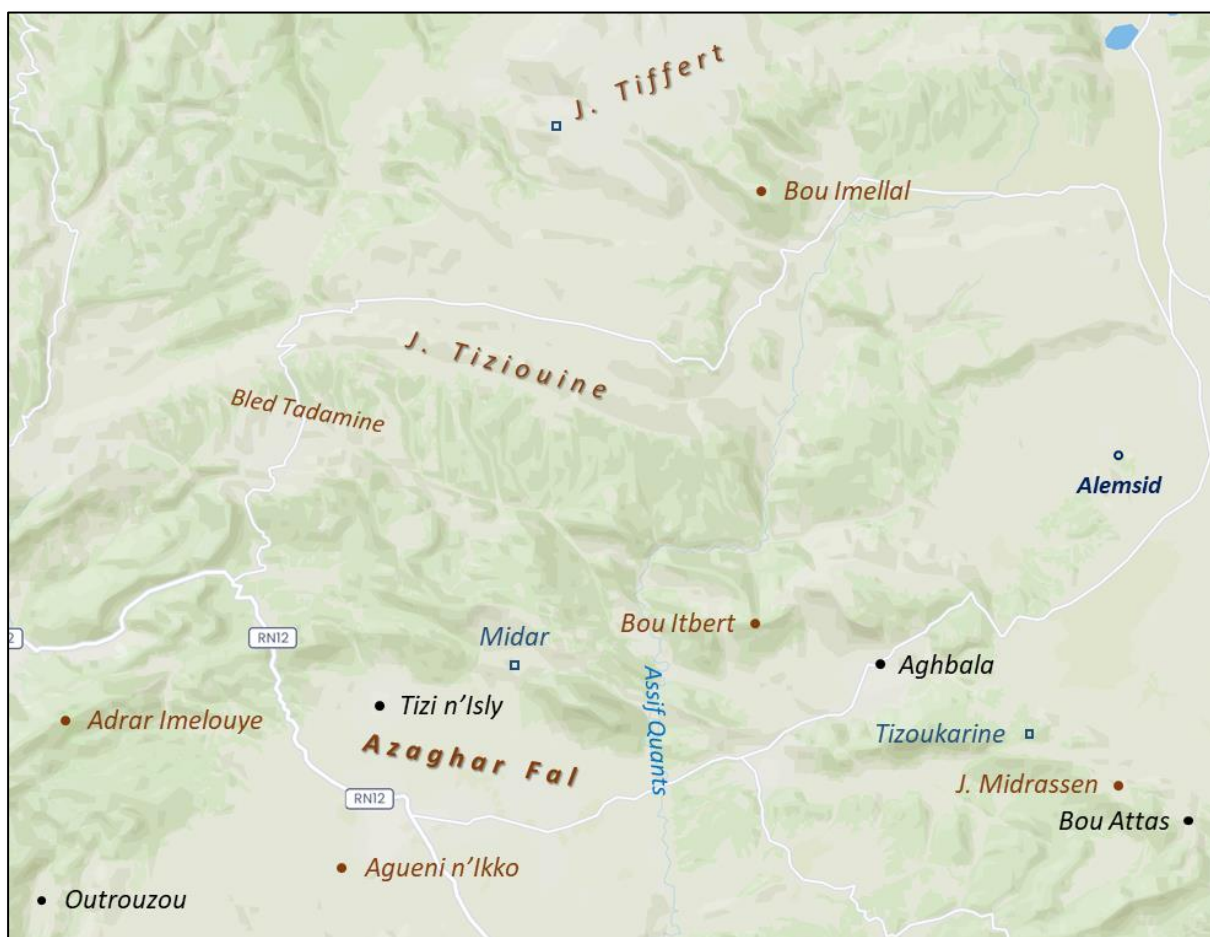 J. Tiffert
Bou Imellal
J. Tiziouine
Bled Tadamine
Alemsid
Bou Itbert
RN12
Midar
2
Aghbala
Assif Quants
Tizi n'Isly
Adrar Imelouye
Tizoukarine
Azaghar Fal
J. Midrassen
RN12
Bou Attas
Agueni n'Ikko
Outrouzou